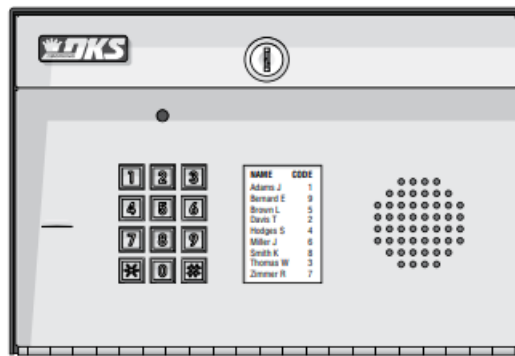 DKS
1 2 3
4 5 6
7 8 9
* 0 #
NAME CODE
Adams J 1
Bernard E 9
Brown L 5
Davis T 2
Hodges S 4
Miller J 6
Smith K 8
Thomas W 3
Zimmer R 7